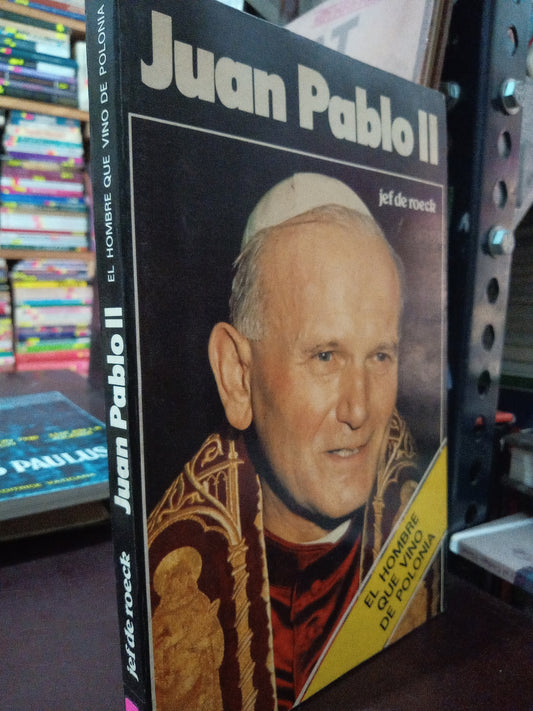 Juan Pablo II
jef de roeck
EL HOMBRE
QUE VINO
DE POLONIA
jef de roeck Juan Pablo II EL HOMBRE QUE VINO DE POLONIA
PAULUS